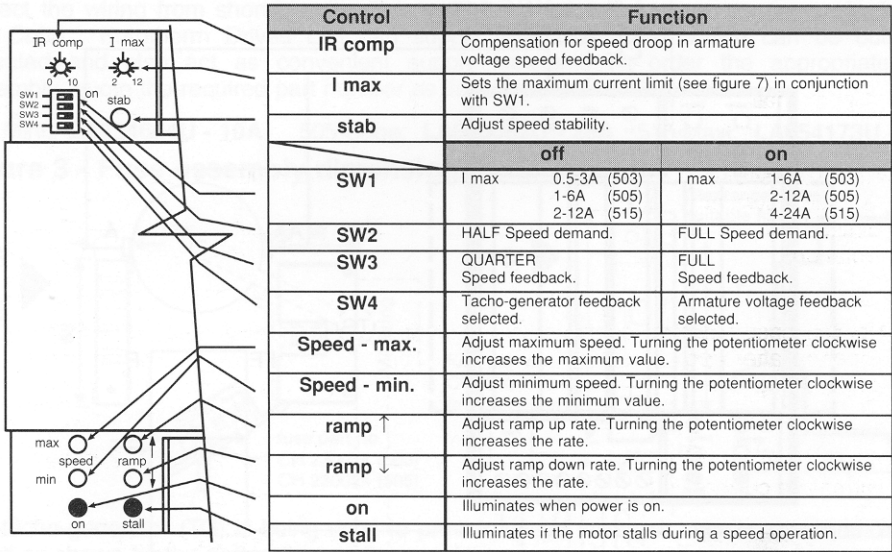 IR comp
I max
0 10
2 12
SW1
SW2
SW3
SW4
on
stab
max
speed
ramp
min
on
stall
Control Function
IR comp Compensation for speed droop in armature
voltage speed feedback.
I max Sets the maximum current limit (see figure 7) in conjunction
with SW1.
stab Adjust speed stability.
off on
SW1 I max 0.5-3A (503) I max 1-6A (503)
1-6A (505) 2-12A (505)
2-12A (515) 4-24A (515)
SW2 HALF Speed demand. FULL Speed demand.
SW3 QUARTER FULL
Speed feedback. Speed feedback.
SW4 Tacho-generator feedback Armature voltage feedback
selected. selected.
Speed - max. Adjust maximum speed. Turning the potentiometer clockwise
increases the maximum value.
Speed - min. Adjust minimum speed. Turning the potentiometer clockwise
increases the minimum value.
ramp ↑ Adjust ramp up rate. Turning the potentiometer clockwise
increases the rate.
ramp ↓ Adjust ramp down rate. Turning the potentiometer clockwise
increases the rate.
on Illuminates when power is on.
stall Illuminates if the motor stalls during a speed operation.